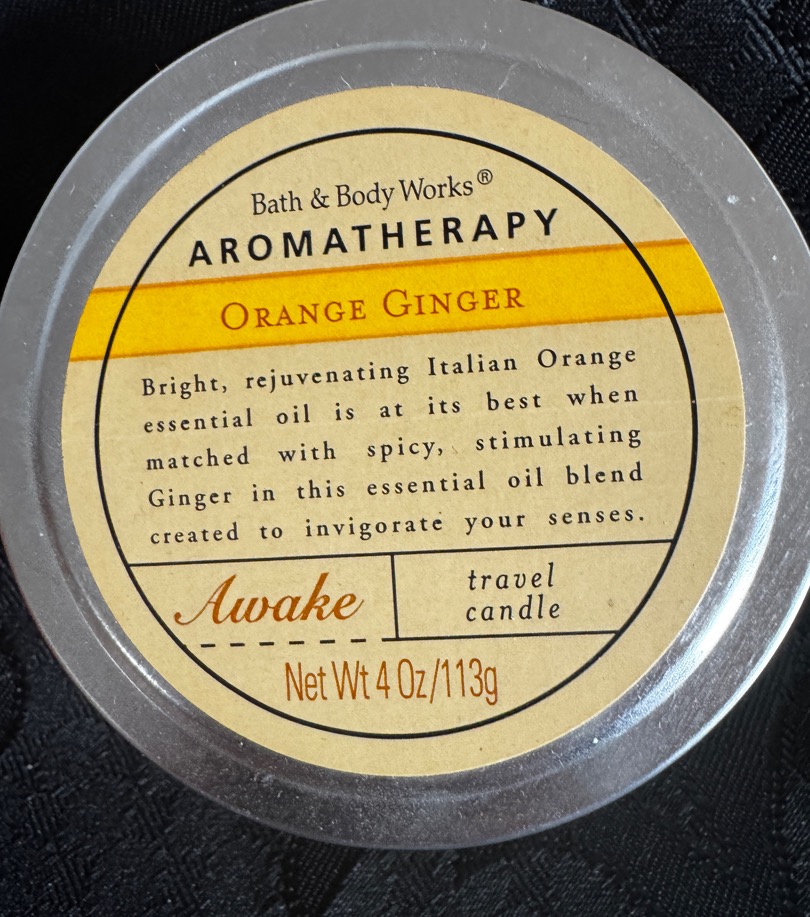 Bath & Body Works®
AROMATHERAPY
ORANGE GINGER
Bright, rejuvenating Italian Orange
essential oil is at its best when
matched with spicy, stimulating
Ginger in this essential oil blend
created to invigorate your senses.
Awake
travel
candle
Net Wt 4 Oz/113g